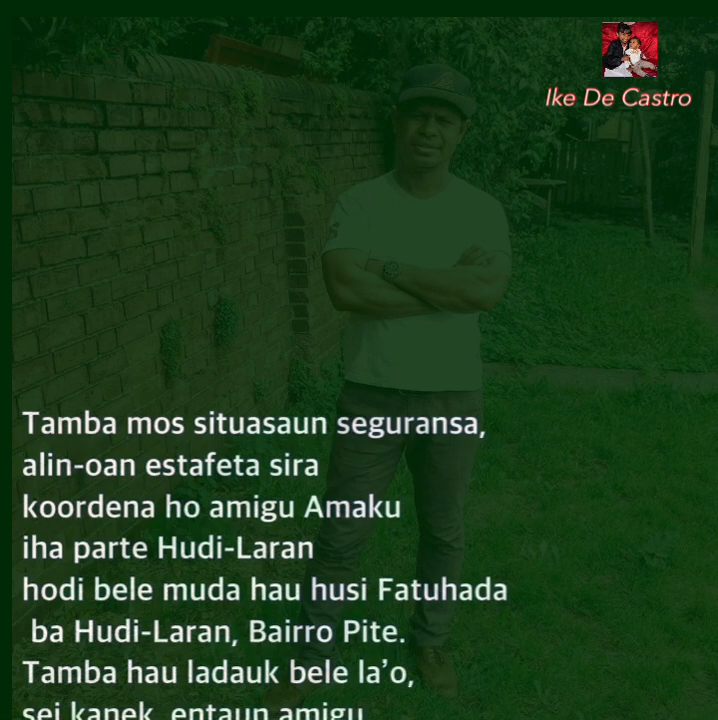 Ike De Castro
Tamba mos situasaun seguransa,
alin-oan estafeta sira
koordena ho amigu Amaku
iha parte Hudi-Laran
hodi bele muda hau husi Fatuhada
ba Hudi-Laran, Bairro Pite.
Tamba hau ladauk bele la’o,
sei kanek, entaun amigu